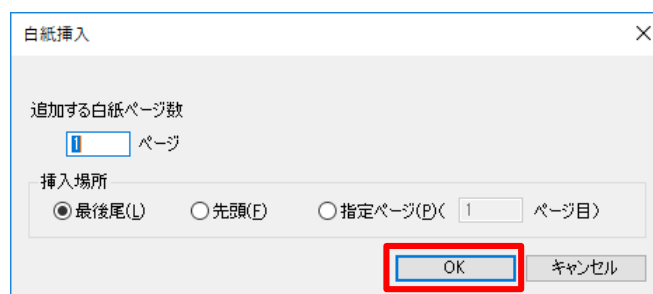 白紙挿入
追加する白紙ページ数
1 ページ
挿入場所
最後尾(L) 先頭(F) 指定ページ(P)( 1 ページ目)
OK キャンセル